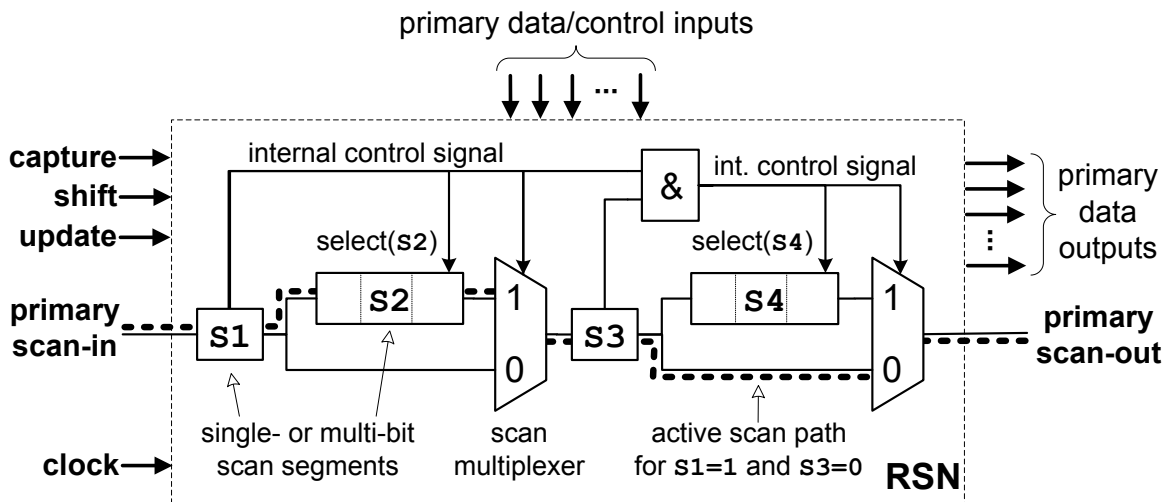 primary data/control inputs
...
capture
shift
update
internal control signal
&
int. control signal
primary
data
outputs
...
select(S2)
select(S4)
primary
scan-in
S1
S2
1
0
S3
S4
1
0
primary
scan-out
single- or multi-bit
scan segments
scan
multiplexer
active scan path
for S1=1 and S3=0
clock
RSN